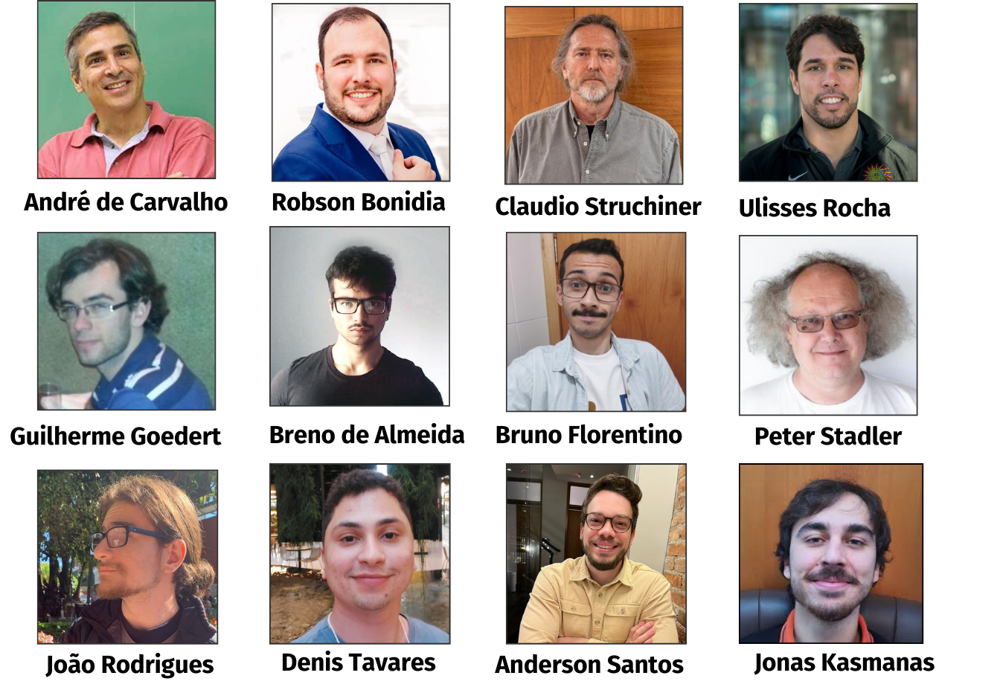 André de Carvalho
Robson Bonidia
Claudio Struchiner
Ulisses Rocha
Guilherme Goedert
Breno de Almeida
Bruno Florentino
Peter Stadler
João Rodrigues
Denis Tavares
Anderson Santos
Jonas Kasmanas